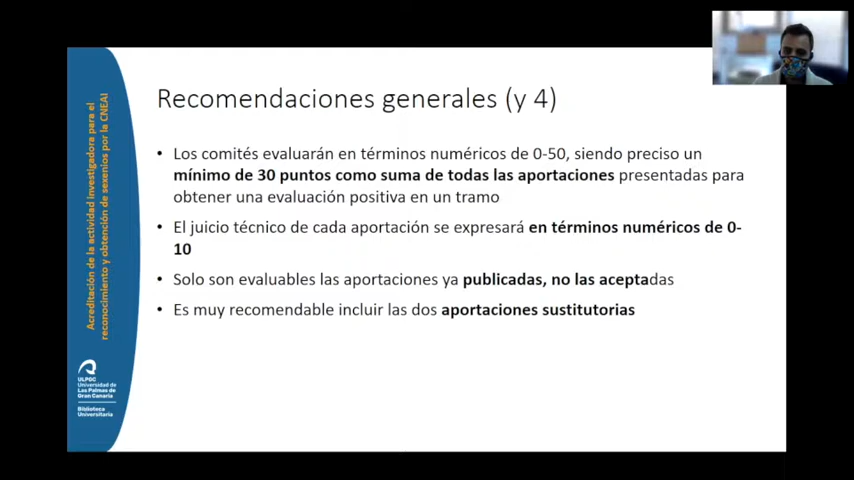 Recomendaciones generales (y 4)
• Los comités evaluarán en términos numéricos de 0-50, siendo preciso un
mínimo de 30 puntos como suma de todas las aportaciones presentadas para
obtener una evaluación positiva en un tramo
• El juicio técnico de cada aportación se expresará en términos numéricos de 0-
10
• Solo son evaluables las aportaciones ya publicadas, no las aceptadas
• Es muy recomendable incluir las dos aportaciones sustitutorias
Acreditación de la actividad investigadora para el
reconocimiento y obtención de sexenios por la CNEAI
ULPGC
Universidad de
Las Palmas de
Gran Canaria
Biblioteca
Universitaria